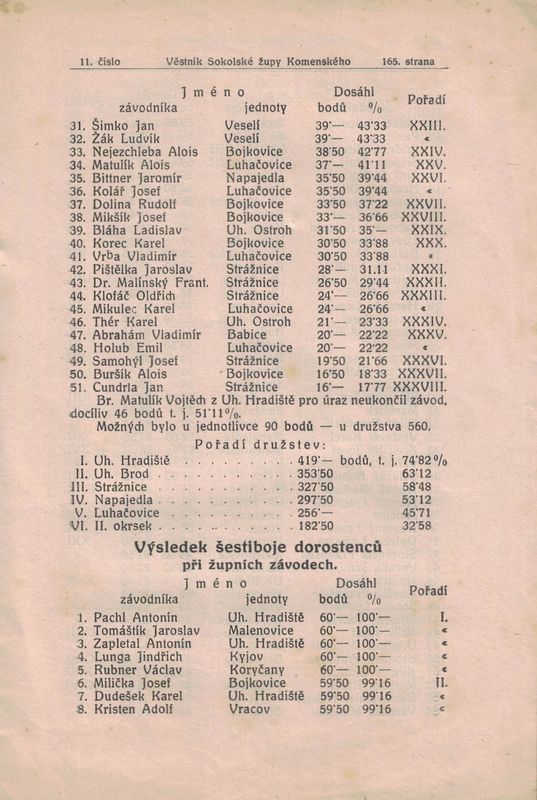 11. číslo Věstník Sokolské župy Komenského 165. strana
Jméno Dosáhl Pořadí
závodníka jednoty bodů %
31. Šimko Jan Veselí 39·— 43·33 XXIII.
32. Žák Ludvík Veselí 39·— 43·33 «
33. Nejezchleba Alois Bojkovice 38·50 42·77 XXIV.
34. Matulík Alois Luhačovice 37·— 41·11 XXV.
35. Bittner Jaromír Napajedla 35·50 39·44 XXVI.
36. Kolář Josef Luhačovice 35·50 39·44 «
37. Dolina Rudolf Bojkovice 33·50 37·22 XXVII.
38. Mikšík Josef Bojkovice 33·— 36·66 XXVIII.
39. Bláha Ladislav Uh. Ostroh 31·50 35·— XXIX.
40. Korec Karel Bojkovice 30·50 33·88 XXX.
41. Vrba Vladimír Luhačovice 30·50 33·88 «
42. Pištělka Jaroslav Strážnice 28·— 31.11 XXXI.
43. Dr. Malínský Frant. Strážnice 26·50 29·44 XXXII.
44. Klofáč Oldřich Strážnice 24·— 26·66 XXXIII.
45. Mikulec Karel Luhačovice 24·— 26·66 «
46. Thér Karel Uh. Ostroh 21·— 23·33 XXXIV.
47. Abrahám Vladimír Babice 20·— 22·22 XXXV.
48. Holub Emil Luhačovice 20·— 22·22 «
49. Samohýl Josef Strážnice 19·50 21·66 XXXVI.
50. Buršík Alois Bojkovice 16·50 18·33 XXXVII.
51. Cundrla Jan Strážnice 16·— 17·77 XXXVIII.
Br. Matulík Vojtěch z Uh. Hradiště pro úraz neukončil závod,
docíliv 46 bodů t. j. 51·11%.
Možných bylo u jednotlivce 90 bodů — u družstva 560.
Pořadí družstev:
I. Uh. Hradiště . . . . . . . . . . 419·— bodů, t. j. 74·82%
II. Uh. Brod . . . . . . . . . . . . 353·50 63·12
III. Strážnice . . . . . . . . . . . . 327·50 58·48
IV. Napajedla . . . . . . . . . . . 297·50 53·12
V. Luhačovice . . . . . . . . . . . 256·— 45·71
VI. II. okrsek . . . . . . . . . . . . 182·50 32·58
Výsledek šestiboje dorostenců
při župních závodech.
Jméno Dosáhl Pořadí
závodníka jednoty bodů %
1. Pachl Antonín Uh. Hradiště 60·— 100·— I.
2. Tomáštík Jaroslav Malenovice 60·— 100·— «
3. Zapletal Antonín Uh. Hradiště 60·— 100·— «
4. Lunga Jindřich Kyjov 60·— 100·— «
5. Rubner Václav Koryčany 60·— 100·— «
6. Milička Josef Bojkovice 59·50 99·16 II.
7. Dudešek Karel Uh. Hradiště 59·50 99·16 «
8. Kristen Adolf Vracov 59·50 99·16 «